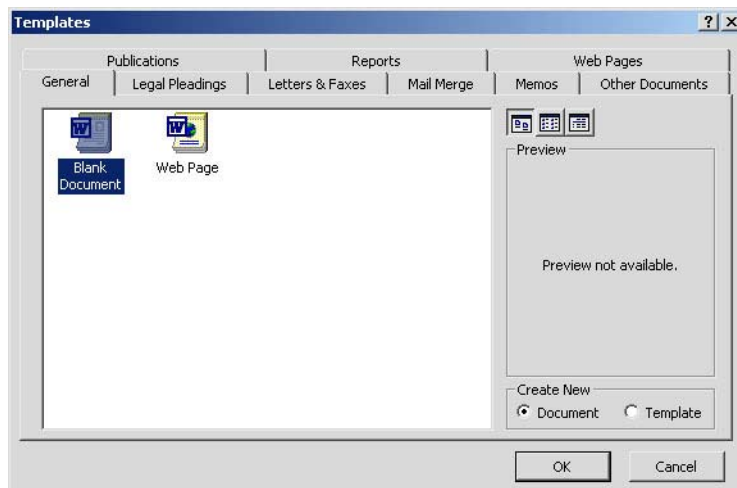 Templates
Publications
Reports
Web Pages
General
Legal Pleadings
Letters & Faxes
Mail Merge
Memos
Other Documents
Blank
Document
Web Page
Preview
Preview not available.
Create New
Document
Template
OK
Cancel